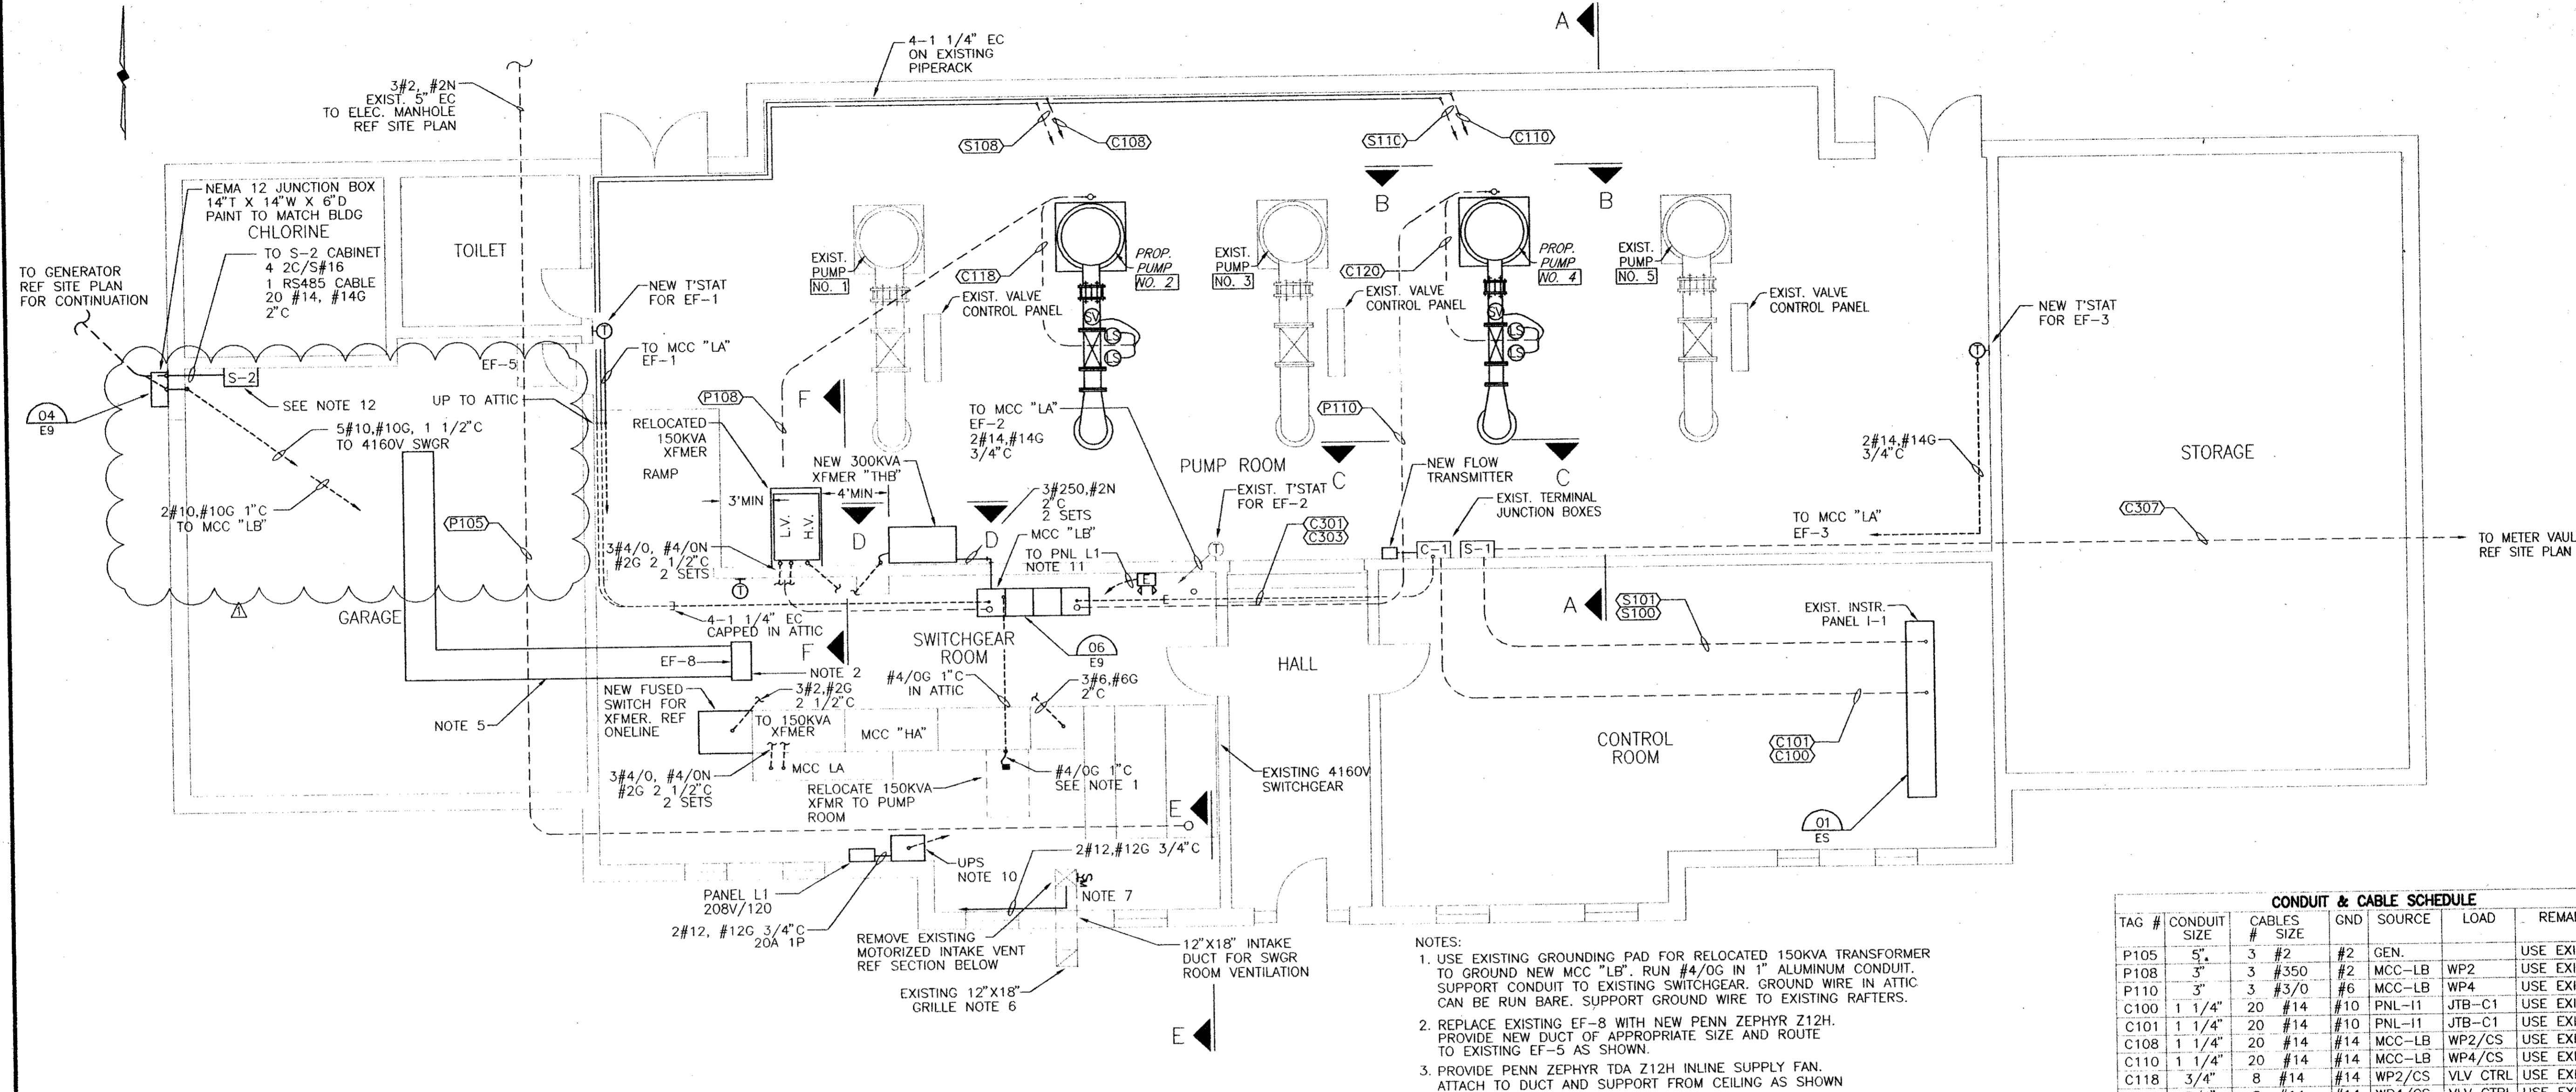 4-1 1/4" EC
ON EXISTING
PIPERACK
A
3#2, #2N
EXIST. 5" EC
TO ELEC. MANHOLE
REF SITE PLAN
S108
C108
S110
C110
NEMA 12 JUNCTION BOX
14"T X 14"W X 6"D
PAINT TO MATCH BLDG
CHLORINE
TO S-2 CABINET
4 2C/S#16
1 RS485 CABLE
20 #14, #14G
2"C
TOILET
TO GENERATOR
REF SITE PLAN
FOR CONTINUATION
NEW T'STAT
FOR EF-1
T
TO MCC "LA"
EF-1
EXIST.
PUMP
NO. 1
C118
EXIST. VALVE
CONTROL PANEL
PROP.
PUMP
NO. 2
SV
LS
LS
EXIST.
PUMP
NO. 3
C120
EXIST. VALVE
CONTROL PANEL
B
B
PROP.
PUMP
NO. 4
SV
LS
LS
EXIST.
PUMP
NO. 5
EXIST. VALVE
CONTROL PANEL
NEW T'STAT
FOR EF-3
T
EF-5
S-2
SEE NOTE 12
04
E9
UP TO ATTIC
5#10,#10G, 1 1/2"C
TO 4160V SWGR
2#10,#10G 1"C
TO MCC "LB"
P105
1
GARAGE
P108
F
RELOCATED
150KVA
XFMER
RAMP
3'MIN
NEW 300KVA
XFMER "THB"
4'MIN
L.V.
H.V.
D
D
3#4/0, #4/0N
#2G 2 1/2"C
2 SETS
T
TO MCC "LA"
EF-2
2#14,#14G
3/4"C
3#250,#2N
2"C
2 SETS
MCC "LB"
TO PNL L1
NOTE 11
E
PUMP ROOM
EXIST. T'STAT
FOR EF-2
T
C
C
C301
C303
P110
NEW FLOW
TRANSMITTER
EXIST. TERMINAL
JUNCTION BOXES
C-1
S-1
2#14,#14G
3/4"C
TO MCC "LA"
EF-3
STORAGE
C307
REF SITE PLAN
4-1 1/4" EC
CAPPED IN ATTIC
F
SWITCHGEAR
ROOM
06
E9
HALL
A
S101
S100
EXIST. INSTR.
PANEL I-1
EF-8
NOTE 2
NOTE 5
NEW FUSED
SWITCH FOR
XFMER. REF
ONELINE
3#2,#2G
2 1/2"C
TO 150KVA
XFMER
MCC "HA"
#4/0G 1"C
IN ATTIC
3#6,#6G
2"C
MCC LA
3#4/0, #4/0N
#2G 2 1/2"C
2 SETS
RELOCATE 150KVA
XFMR TO PUMP
ROOM
#4/0G 1"C
SEE NOTE 1
EXISTING 4160V
SWITCHGEAR
CONTROL
ROOM
C101
C100
01
ES
E
2#12,#12G 3/4"C
UPS
NOTE 10
NOTE 7
PANEL L1
208V/120
2#12, #12G 3/4"C
20A 1P
REMOVE EXISTING
MOTORIZED INTAKE VENT
REF SECTION BELOW
12"X18" INTAKE
DUCT FOR SWGR
ROOM VENTILATION
EXISTING 12"X18"
GRILLE NOTE 6
E
NOTES:
1. USE EXISTING GROUNDING PAD FOR RELOCATED 150KVA TRANSFORMER
TO GROUND NEW MCC "LB". RUN #4/0G IN 1" ALUMINUM CONDUIT.
SUPPORT CONDUIT TO EXISTING SWITCHGEAR. GROUND WIRE IN ATTIC
CAN BE RUN BARE. SUPPORT GROUND WIRE TO EXISTING RAFTERS.
2. REPLACE EXISTING EF-8 WITH NEW PENN ZEPHYR Z12H.
PROVIDE NEW DUCT OF APPROPRIATE SIZE AND ROUTE
TO EXISTING EF-5 AS SHOWN.
3. PROVIDE PENN ZEPHYR TDA Z12H INLINE SUPPLY FAN.
ATTACH TO DUCT AND SUPPORT FROM CEILING AS SHOWN
TO METER
CONDUIT & CABLE SCHEDULE
TAG # CONDUIT SIZE CABLES # SIZE GND SOURCE LOAD
P105 5" 3 #2 #2 GEN. USE
P108 3" 3 #350 #2 MCC-LB WP2 USE
P110 3" 3 #3/0 #6 MCC-LB WP4 USE
C100 1 1/4" 20 #14 #10 PNL-I1 JTB-C1 USE
C101 1 1/4" 20 #14 #10 PNL-I1 JTB-C1 USE
C108 1 1/4" 20 #14 #14 MCC-LB WP2/CS USE
C110 1 1/4" 20 #14 #14 MCC-LB WP4/CS USE
C118 3/4" 8 #14 #14 WP2/CS VLV CTRL USE